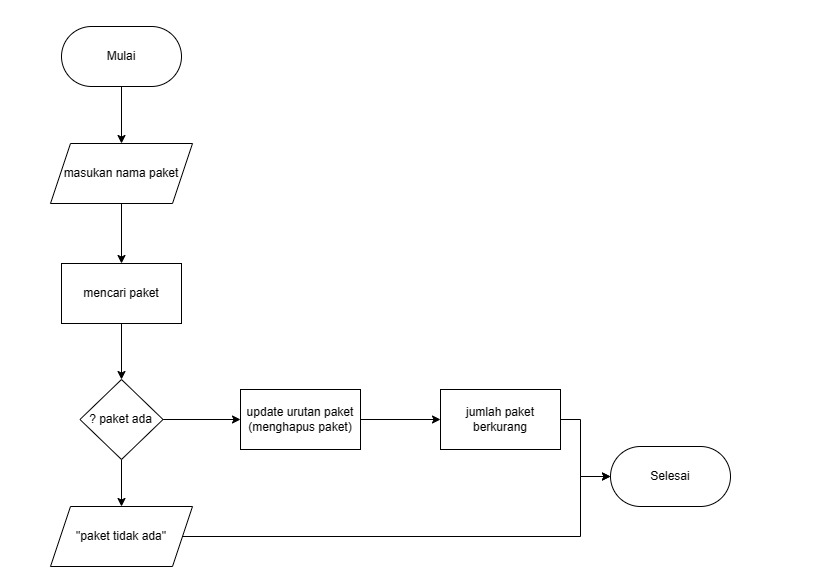 Mulai
masukan nama paket
mencari paket
? paket ada
update urutan paket
(menghapus paket)
jumlah paket
berkurang
Selesai
"paket tidak ada"